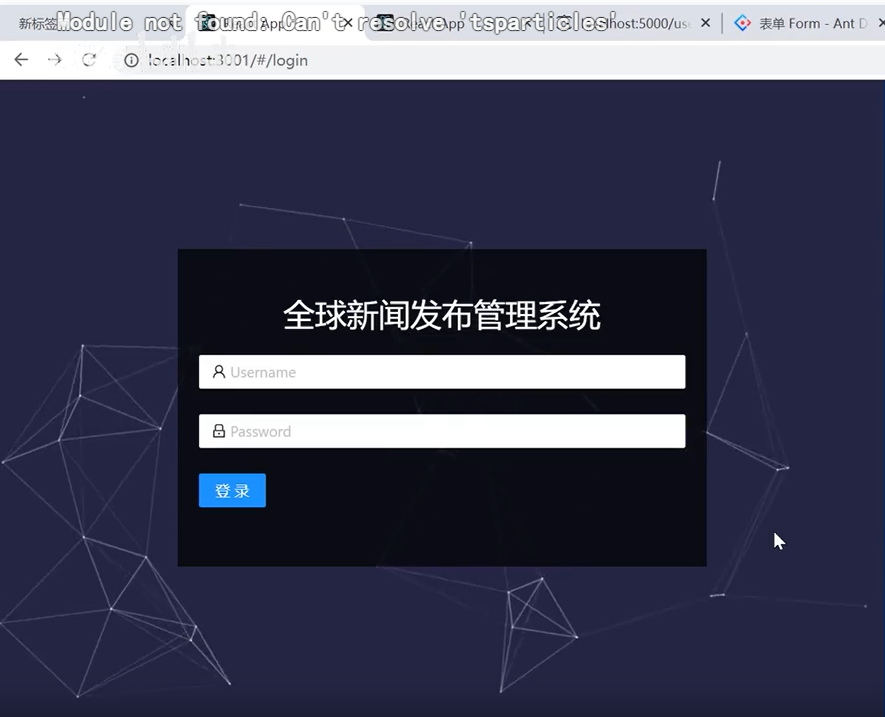 Module not found:Can't resolve 'tsparticles'
新标签
App
App
host:5000/us
表单 Form - Ant D
localhost:3001/#/login
全球新闻发布管理系统
Username
Password
登 录